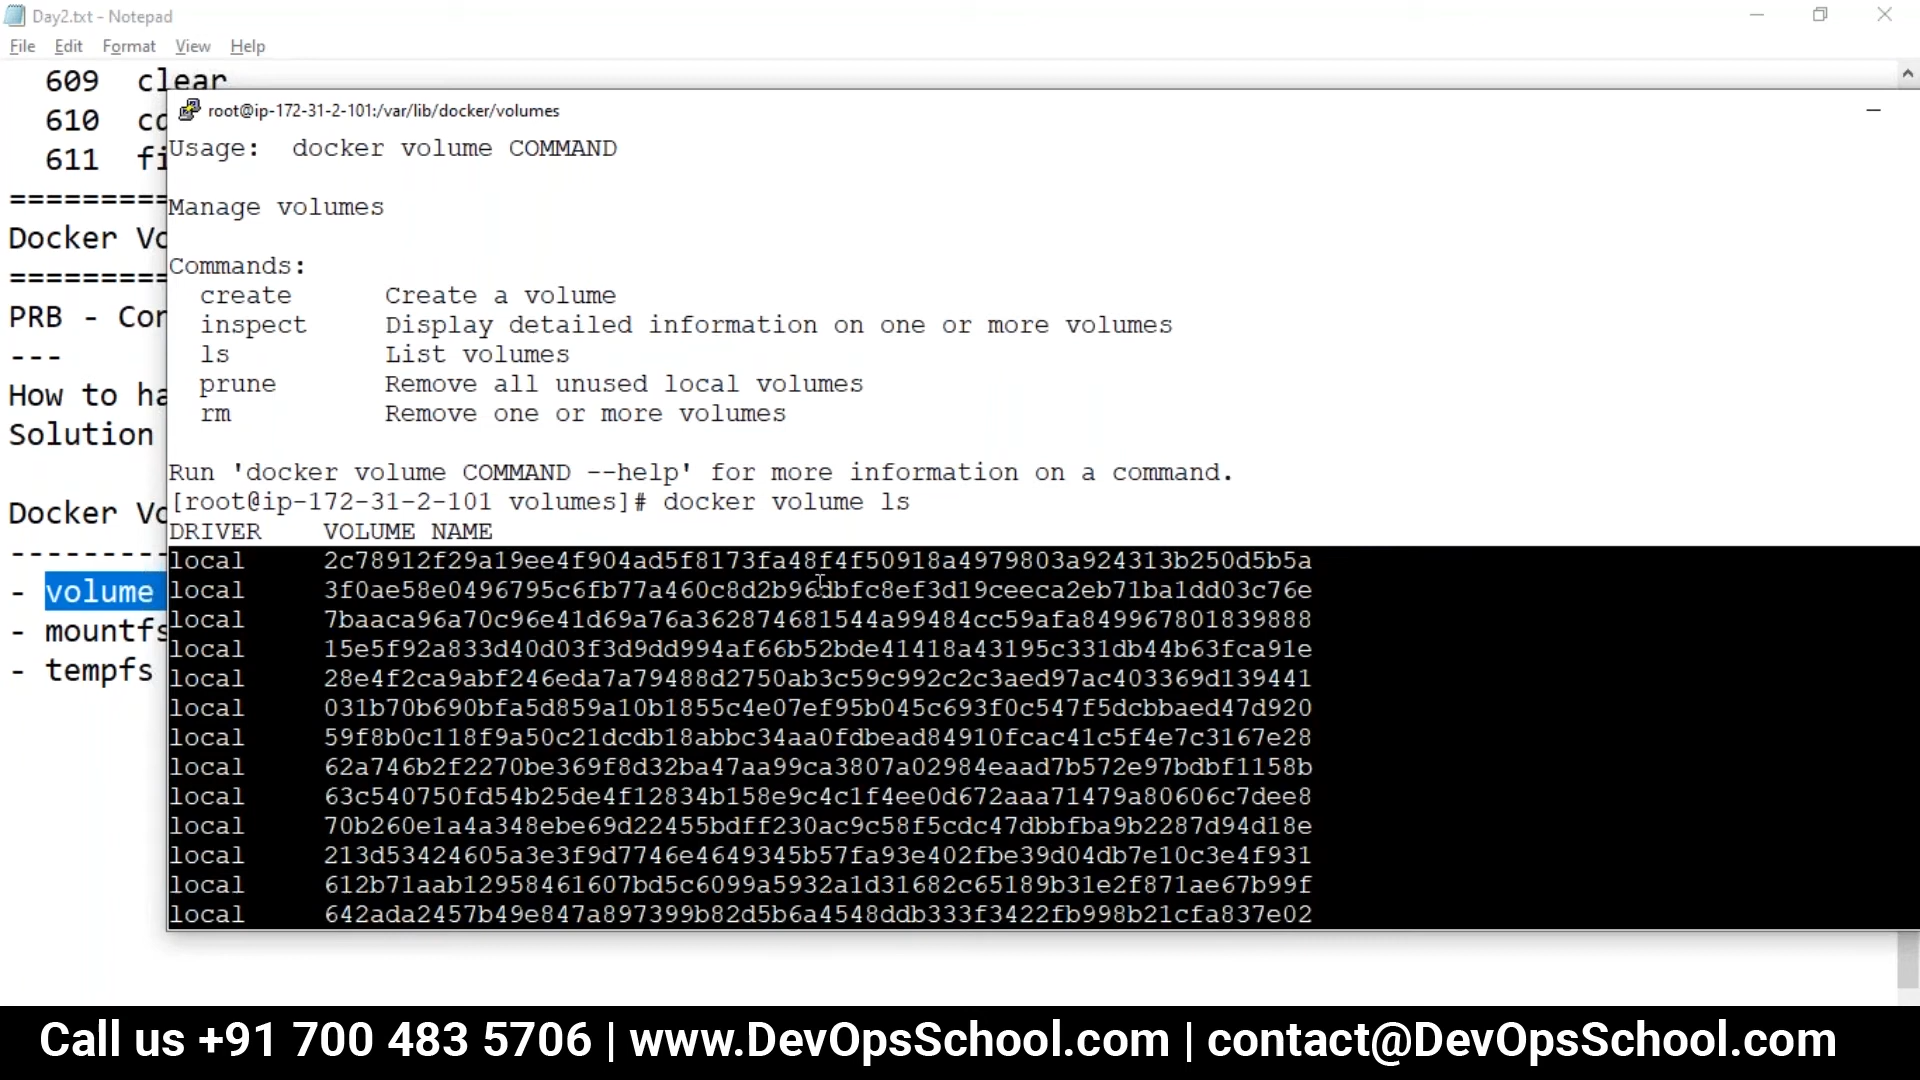 Day2.txt - Notepad
File Edit Format View Help
609 clear
610
611
root@ip-172-31-2-101:/var/lib/docker/volumes
Usage: docker volume COMMAND
=========
Manage volumes
Docker
=========
Commands:
create Create a volume
PRB -
inspect Display detailed information on one or more volumes
---
ls List volumes
prune Remove all unused local volumes
How to
rm Remove one or more volumes
Solution
Run 'docker volume COMMAND --help' for more information on a command.
[root@ip-172-31-2-101 volumes]# docker volume ls
Docker
DRIVER VOLUME NAME
---------
local 2c78912f29a19ee4f904ad5f8173fa48f4f50918a4979803a924313b250d5b5a
- volume
local 3f0ae58e0496795c6fb77a460c8d2b96dbfc8ef3d19ceeca2eb71ba1dd03c76e
local 7baaca96a70c96e41d69a76a362874681544a99484cc59afa849967801839888
- mountfs
local 15e5f92a833d40d03f3d9dd994af66b52bde41418a43195c331db44b63fca91e
- tempfs
local 28e4f2ca9abf246eda7a79488d2750ab3c59c992c2c3aed97ac403369d139441
local 031b70b690bfa5d859a10b1855c4e07ef95b045c693f0c547f5dcbbaed47d920
local 59f8b0c118f9a50c21dcdb18abbc34aa0fdbead84910fcac41c5f4e7c3167e28
local 62a746b2f2270be369f8d32ba47aa99ca3807a02984eaad7b572e97bdbf1158b
local 63c540750fd54b25de4f12834b158e9c4c1f4ee0d672aaa71479a80606c7dee8
local 70b260e1a4a348ebe69d22455bdff230ac9c58f5cdc47dbbfba9b2287d94d18e
local 213d53424605a3e3f9d7746e4649345b57fa93e402fbe39d04db7e10c3e4f931
local 612b71aab12958461607bd5c6099a5932a1d31682c65189b31e2f871ae67b99f
local 642ada2457b49e847a897399b82d5b6a4548ddb333f3422fb998b21cfa837e02
Call us +91 700 483 5706 | www.DevOpsSchool.com | contact@DevOpsSchool.com